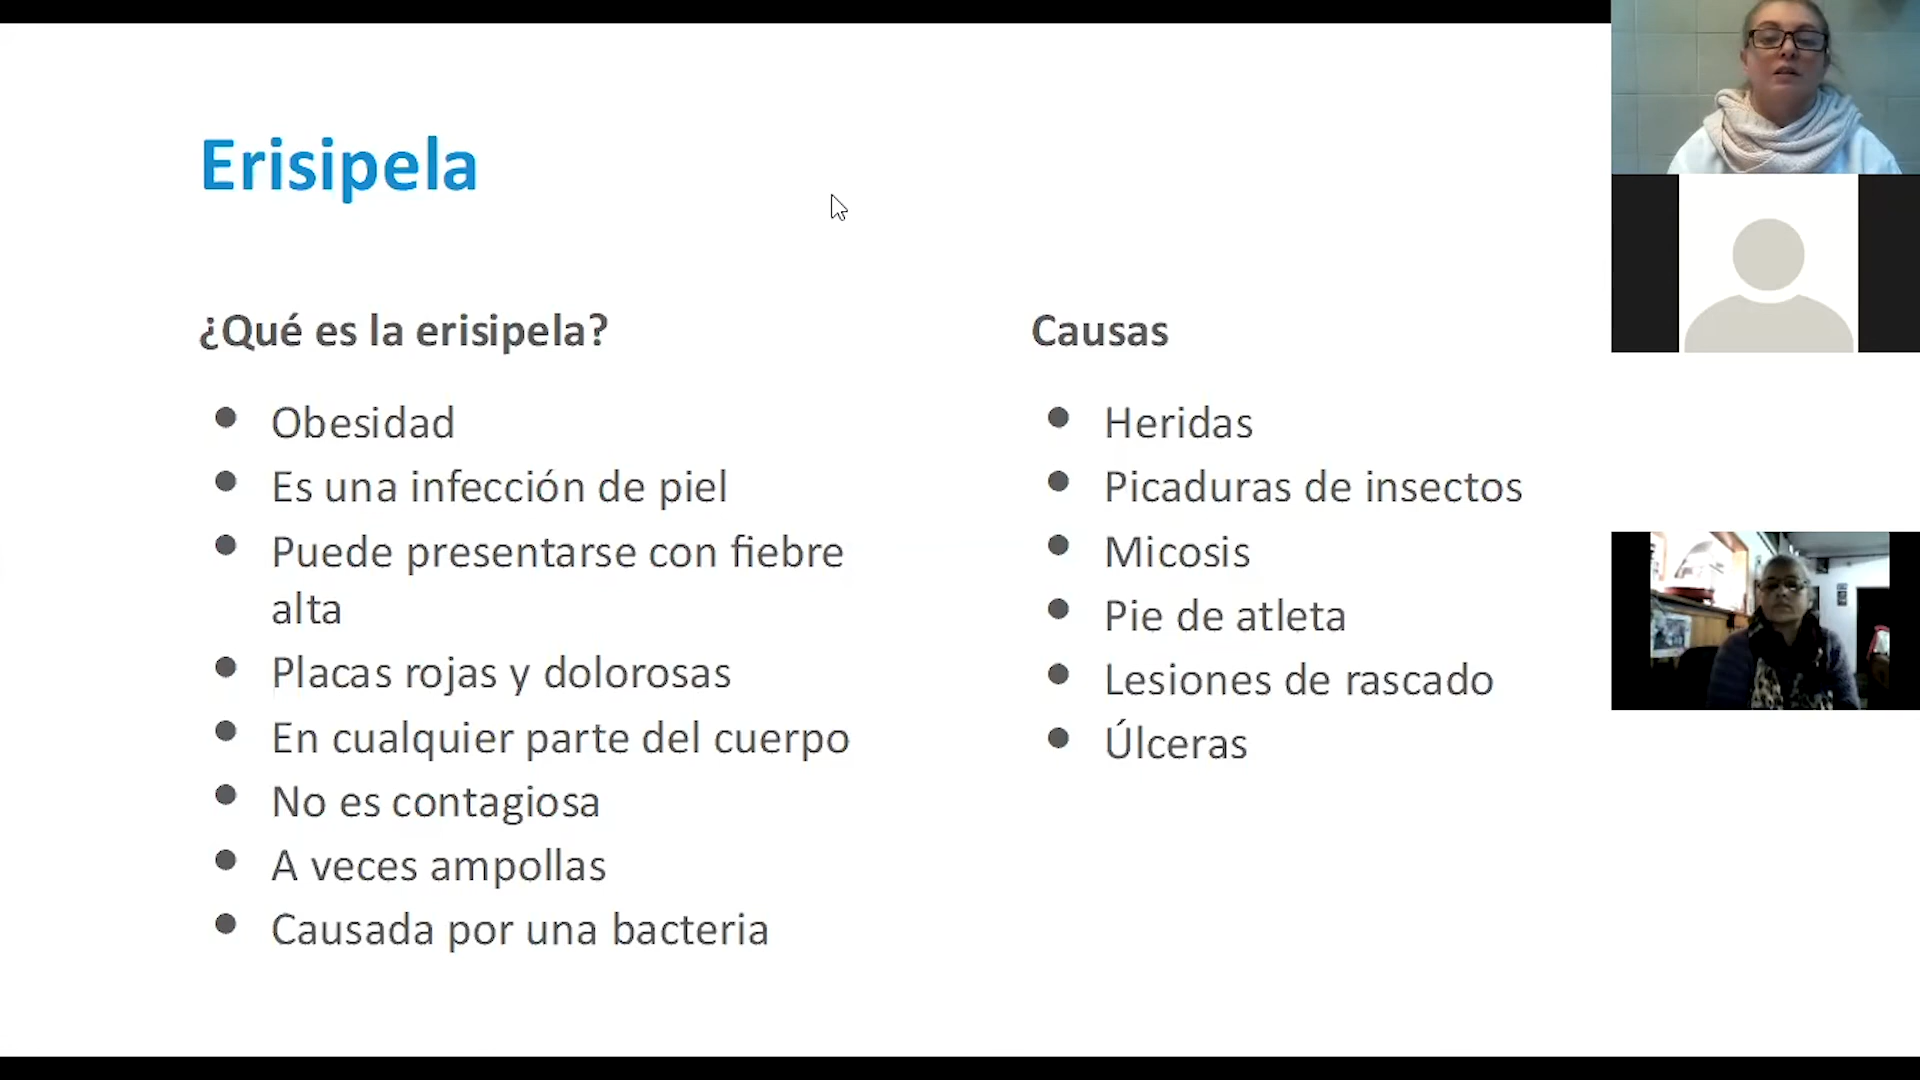 Erisipela
¿Qué es la erisipela?
Obesidad
Es una infección de piel
Puede presentarse con fiebre
alta
Placas rojas y dolorosas
En cualquier parte del cuerpo
No es contagiosa
A veces ampollas
Causada por una bacteria
Causas
Heridas
Picaduras de insectos
Micosis
Pie de atleta
Lesiones de rascado
Úlceras